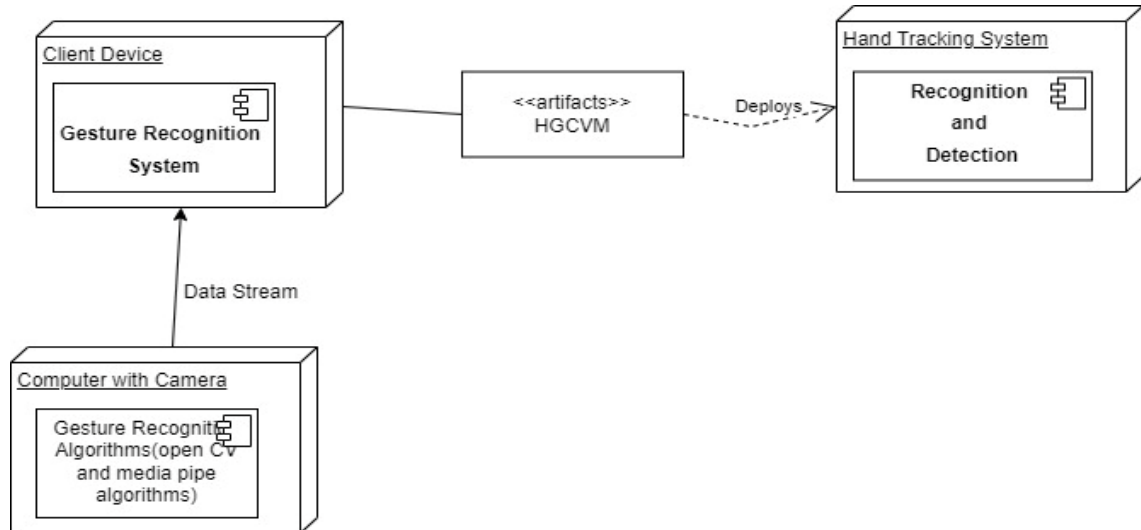 Client Device
Gesture Recognition
System
<<artifacts>>
HGCVM
Deploys
Hand Tracking System
Recognition
and
Detection
Data Stream
Computer with Camera
Gesture Recognition
Algorithms(open CV
and media pipe
algorithms)